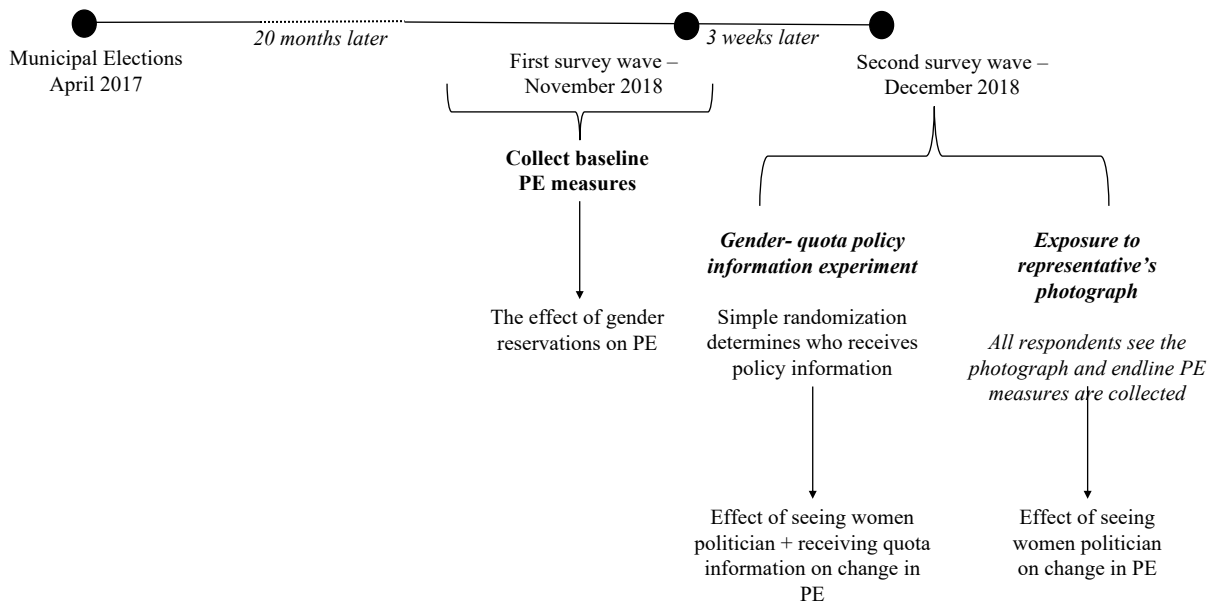 20 months later
3 weeks later
Municipal Elections
April 2017
First survey wave –
November 2018
Second survey wave –
December 2018
Collect baseline
PE measures
The effect of gender
reservations on PE
Gender- quota policy
information experiment
Simple randomization
determines who receives
policy information
Effect of seeing women
politician + receiving quota
information on change in
PE
Exposure to
representative’s
photograph
All respondents see the
photograph and endline PE
measures are collected
Effect of seeing
women politician
on change in PE